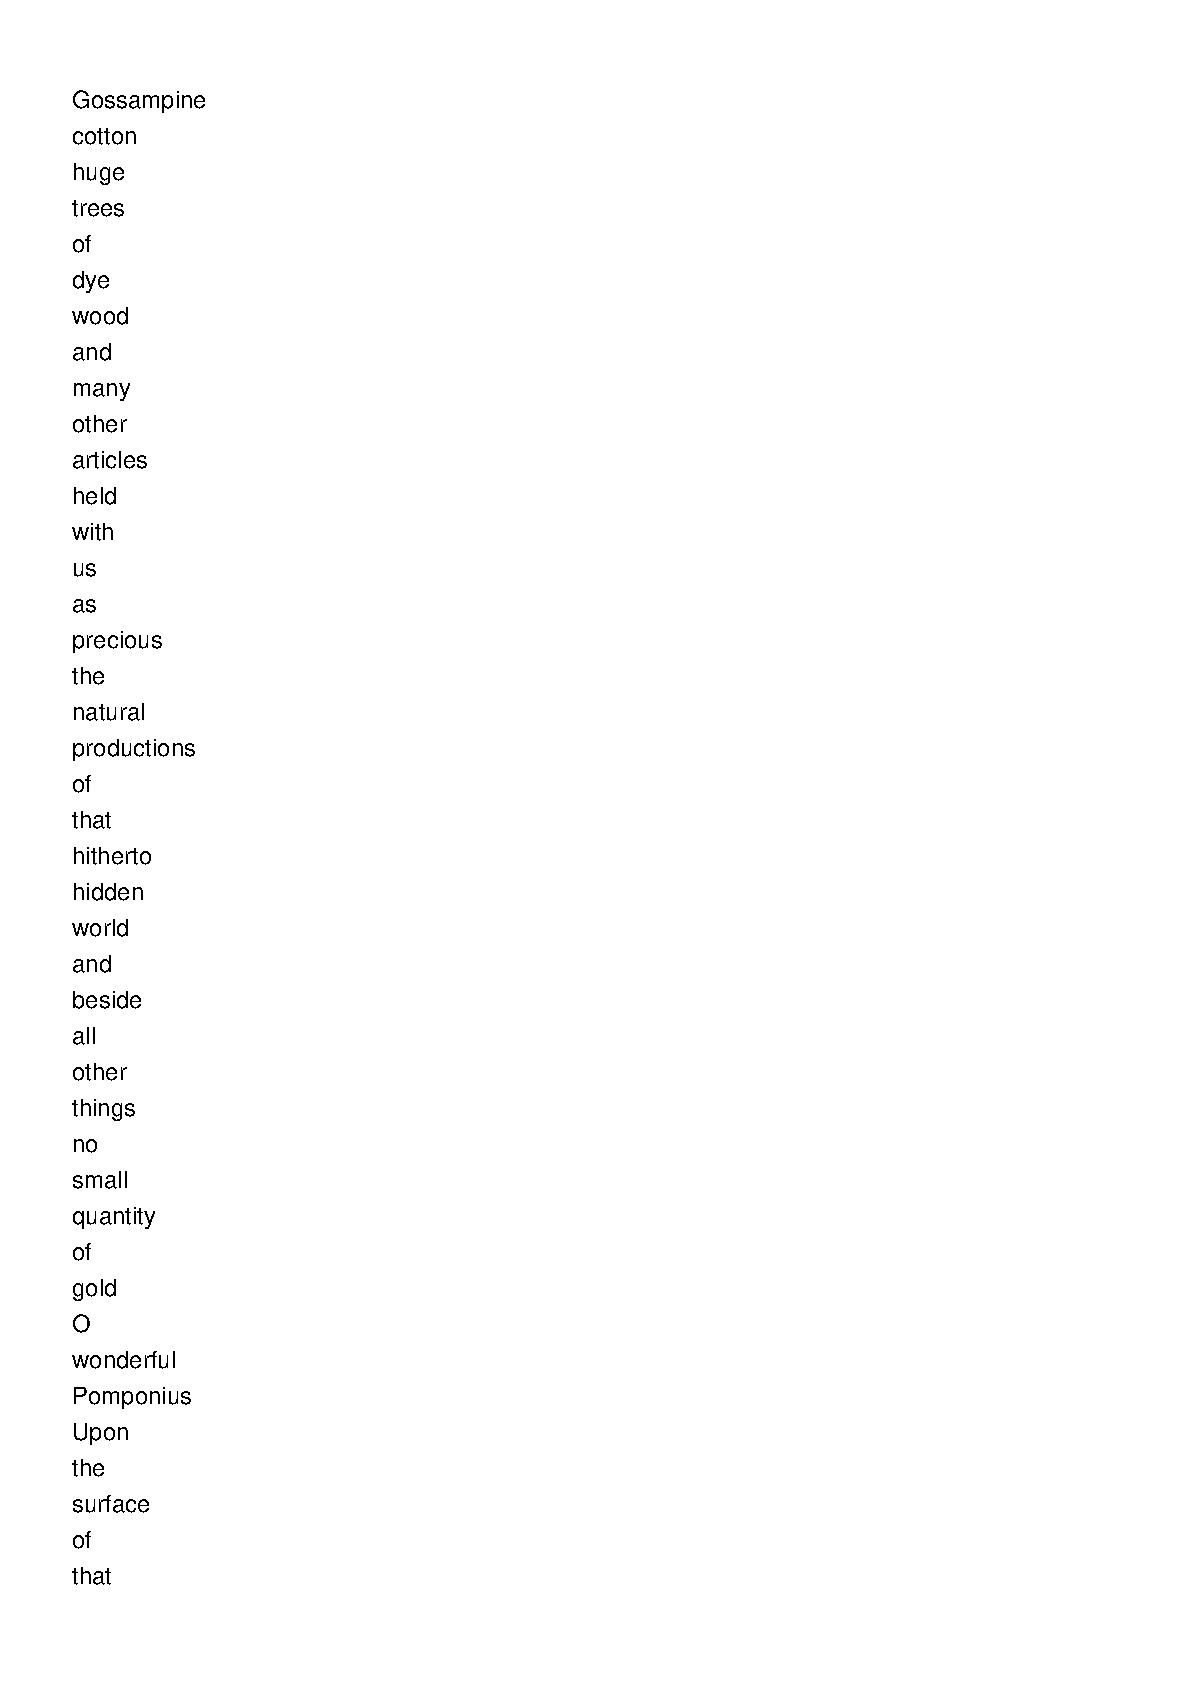 Gossampine
cotton
huge
trees
of
dye
wood
and
many
other
articles
held
with
us
as
precious
the
natural
productions
of
that
hitherto
hidden
world
and
beside
all
other
things
no
small
quantity
of
gold
O
wonderful
Pomponius
Upon
the
surface
of
that